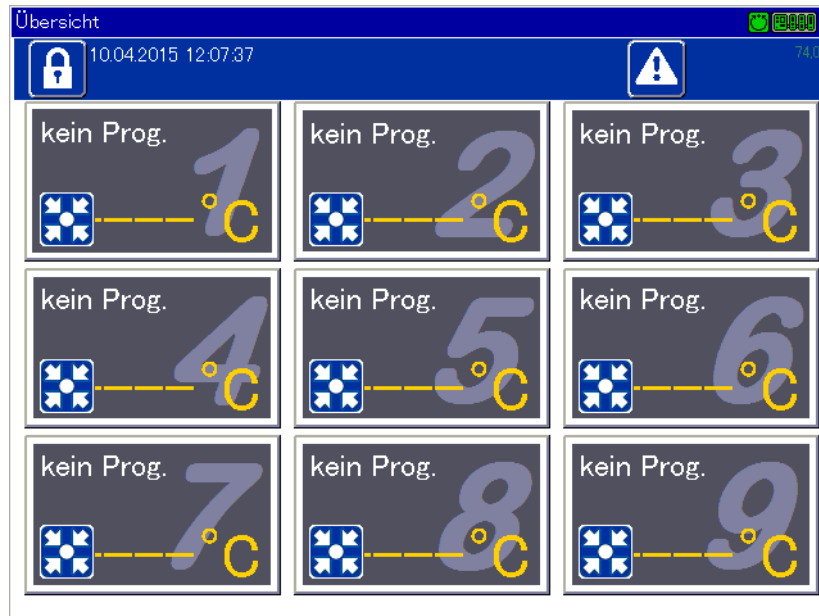 Übersicht
10.04.2015 12:07:37
74,0
kein Prog. 1
----°C
kein Prog. 2
----°C
kein Prog. 3
----°C
kein Prog. 4
----°C
kein Prog. 5
----°C
kein Prog. 6
----°C
kein Prog. 7
----°C
kein Prog. 8
----°C
kein Prog. 9
----°C